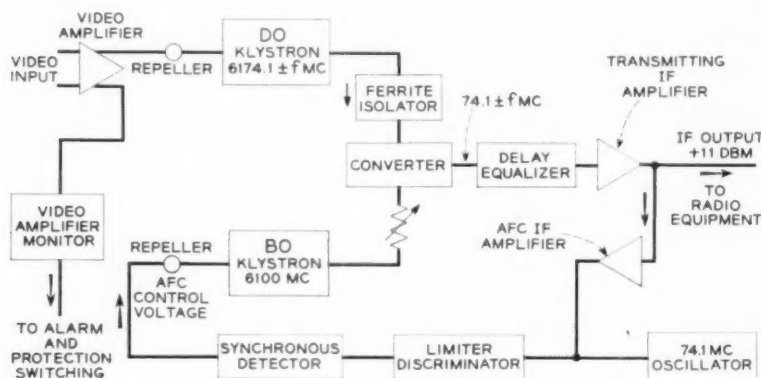 VIDEO
AMPLIFIER
VIDEO
INPUT
REPELLER
DO
KLYSTRON
6174.1 ± f MC
FERRITE
ISOLATOR
74.1 ± f MC
TRANSMITTING
IF
AMPLIFIER
CONVERTER
DELAY
EQUALIZER
IF OUTPUT
+11 DBM
TO
RADIO
EQUIPMENT
VIDEO
AMPLIFIER
MONITOR
REPELLER
AFC
CONTROL
VOLTAGE
BO
KLYSTRON
6100 MC
AFC IF
AMPLIFIER
TO ALARM
AND
PROTECTION
SWITCHING
SYNCHRONOUS
DETECTOR
LIMITER
DISCRIMINATOR
74.1 MC
OSCILLATOR